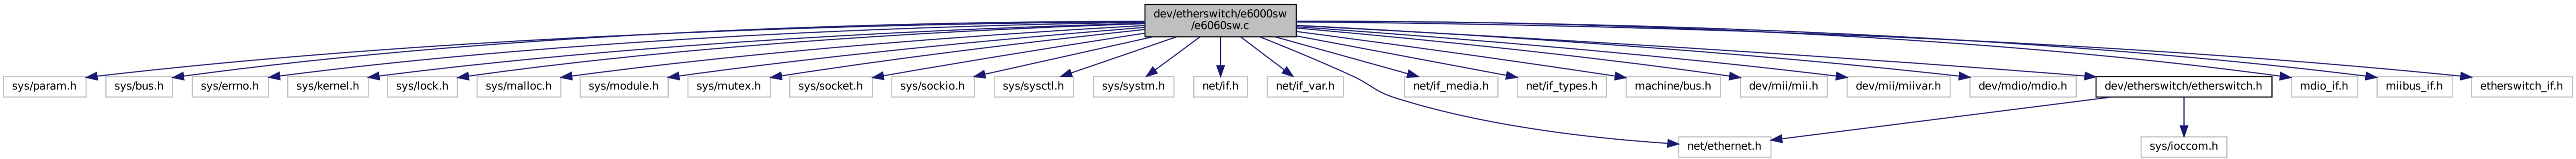 dev/etherswitch/e6000sw
/e6060sw.c
sys/param.h
sys/bus.h
sys/errno.h
sys/kernel.h
sys/lock.h
sys/malloc.h
sys/module.h
sys/mutex.h
sys/socket.h
sys/sockio.h
sys/sysctl.h
sys/systm.h
net/if.h
net/if_var.h
net/if_media.h
net/if_types.h
machine/bus.h
dev/mii/mii.h
dev/mii/miivar.h
dev/mdio/mdio.h
dev/etherswitch/etherswitch.h
mdio_if.h
miibus_if.h
etherswitch_if.h
net/ethernet.h
sys/ioccom.h